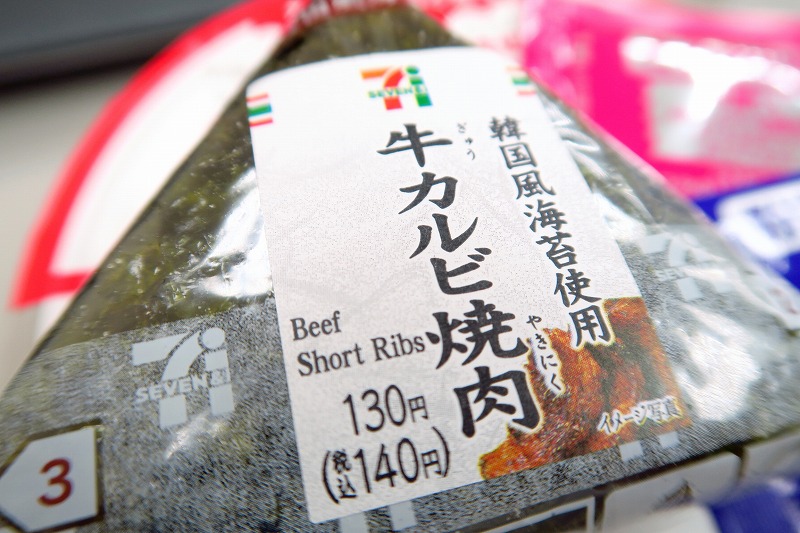 SEVEN&i
韓国風海苔使用
ぎゅう
やきにく
牛カルビ焼肉
Beef
Short Ribs
130円
(税込140円)
イメージ写真
SEVEN&i
3